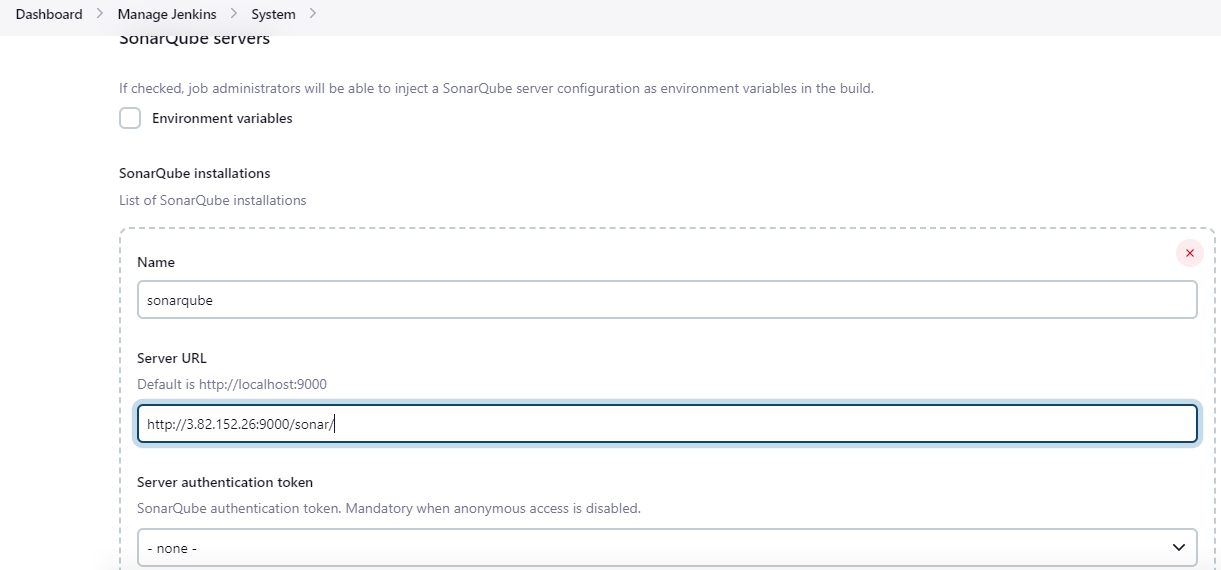 Dashboard > Manage Jenkins > System >
SonarQube servers
If checked, job administrators will be able to inject a SonarQube server configuration as environment variables in the build.
Environment variables
SonarQube installations
List of SonarQube installations
Name
sonarqube
Server URL
Default is http://localhost:9000
http://3.82.152.26:9000/sonar/
Server authentication token
SonarQube authentication token. Mandatory when anonymous access is disabled.
- none -